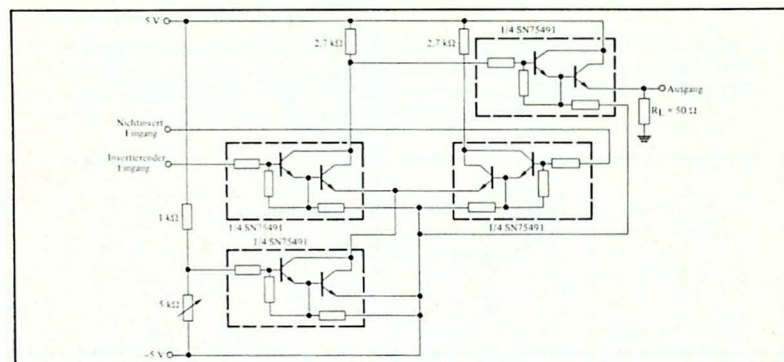 5 V
2,7 kΩ
2,7 kΩ
1/4 SN75491
Ausgang
RL = 50 Ω
Nichtinvert
Eingang
Invertierender
Eingang
1 kΩ
1/4 SN75491
1/4 SN75491
1/4 SN75491
5 kΩ
-5 V